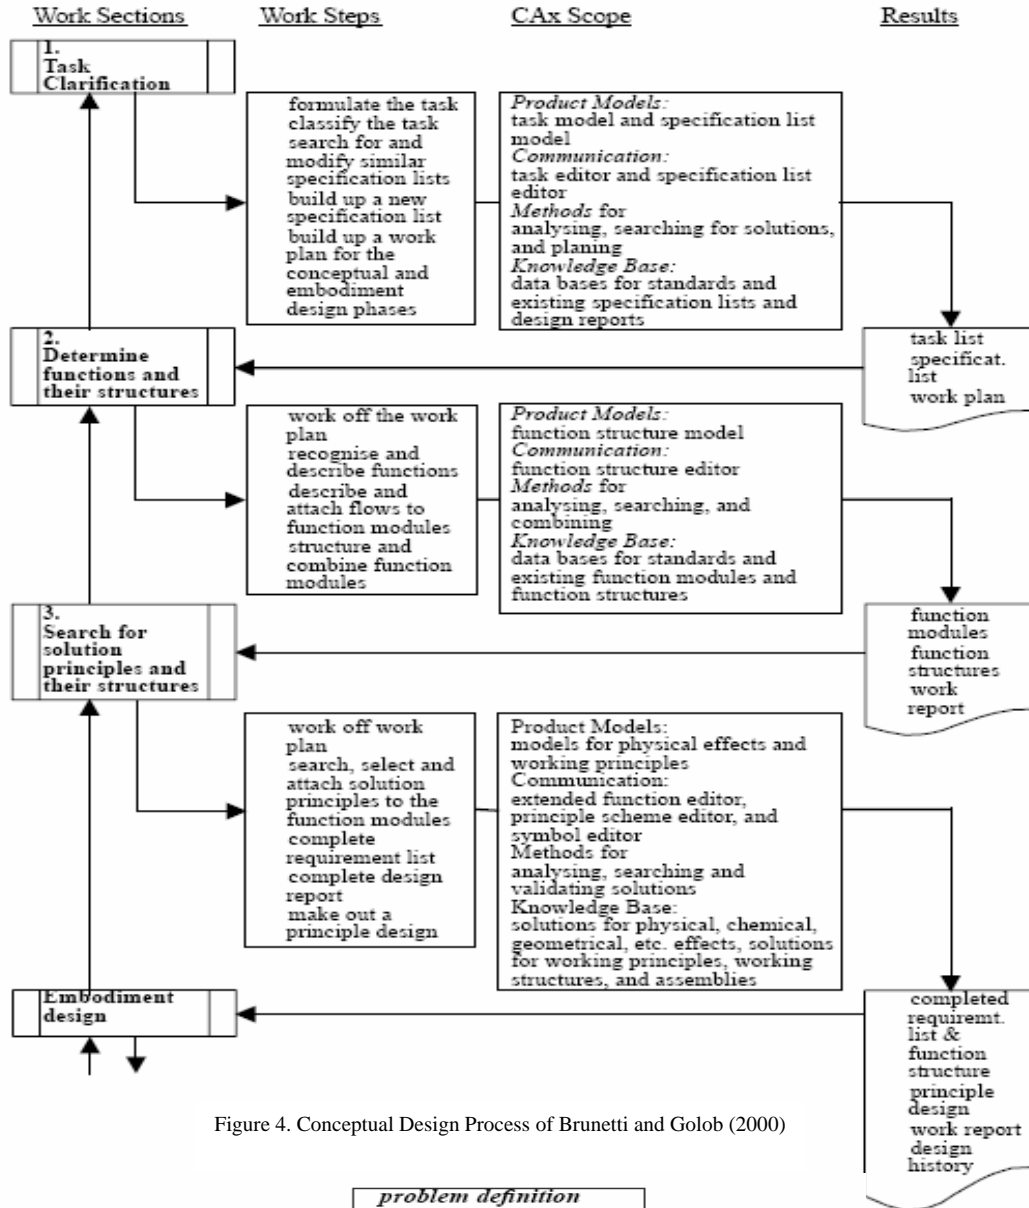 Work Sections
Work Steps
CAx Scope
Results
1.
Task
Clarification
formulate the task
classify the task
search for and
modify similar
specification lists
build up a new
specification list
build up a work
plan for the
conceptual and
embodiment
design phases
Product Models:
task model and specification list
model
Communication:
task editor and specification list
editor
Methods for
analysing, searching for solutions,
and planing
Knowledge Base:
data bases for standards and
existing specification lists and
design reports
task list
specificat.
list
work plan
2.
Determine
functions and
their structures
work off the work
plan
recognise and
describe functions
describe and
attach flows to
function modules
structure and
combine function
modules
Product Models:
function structure model
Communication:
function structure editor
Methods for
analysing, searching, and
combining
Knowledge Base:
data bases for standards and
existing function modules and
function structures
function
modules
function
structures
work
report
3.
Search for
solution
principles and
their structures
work off work
plan
search, select and
attach solution
principles to the
function modules
complete
requirement list
complete design
report
make out a
principle design
Product Models:
models for physical effects and
working principles
Communication:
extended function editor,
principle scheme editor, and
symbol editor
Methods for
analysing, searching and
validating solutions
Knowledge Base:
solutions for physical, chemical,
geometrical, etc. effects, solutions
for working principles, working
structures, and assemblies
completed
requiremt.
list &
function
structure
principle
design
work report
design
history
Embodiment
design
Figure 4. Conceptual Design Process of Brunetti and Golob (2000)
problem definition